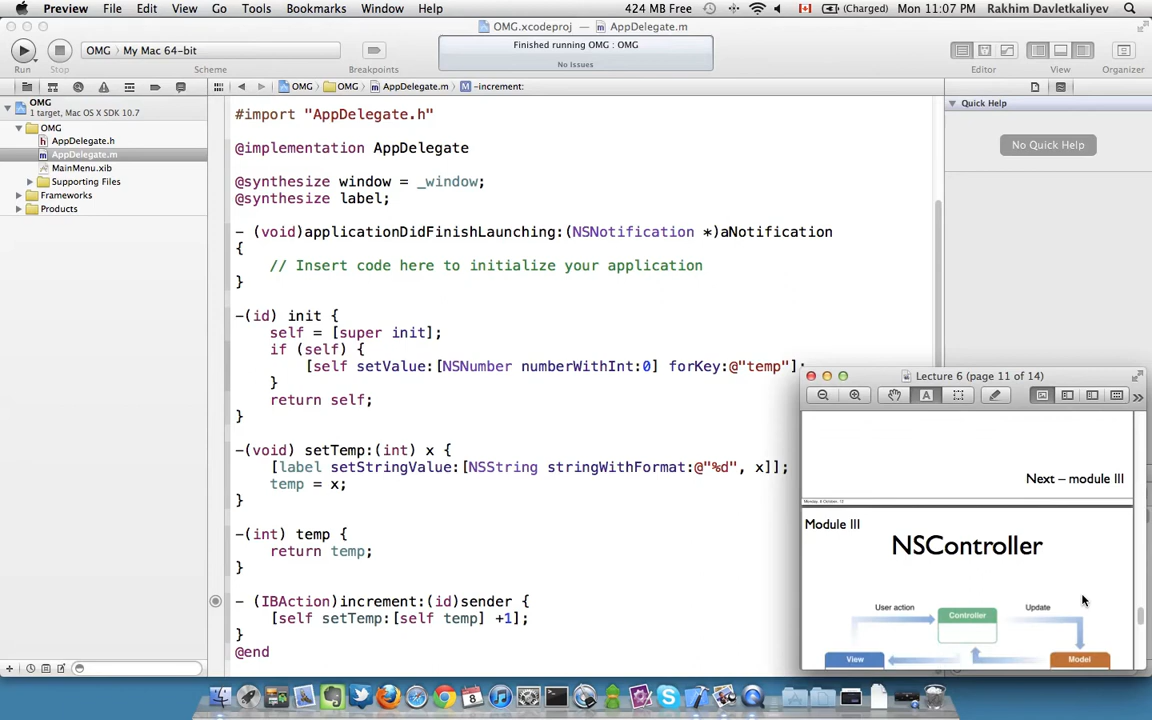 Preview File Edit View Go Tools Bookmarks Window Help 424 MB Free (Charged) Mon 11:07 PM Rakhim Davletkaliyev
OMG.xcodeproj — AppDelegate.m
OMG My Mac 64-bit
Finished running OMG : OMG
No Issues
Run Stop Scheme Breakpoints Editor View Organizer
OMG OMG AppDelegate.m -increment:
OMG
1 target, Mac OS X SDK 10.7
OMG
AppDelegate.h
AppDelegate.m
MainMenu.xib
Supporting Files
Frameworks
Products
#import "AppDelegate.h"
@implementation AppDelegate
@synthesize window = _window;
@synthesize label;
- (void)applicationDidFinishLaunching:(NSNotification *)aNotification
{
// Insert code here to initialize your application
}
-(id) init {
self = [super init];
if (self) {
[self setValue:[NSNumber numberWithInt:0] forKey:@"temp"];
}
return self;
}
-(void) setTemp:(int) x {
[label setStringValue:[NSString stringWithFormat:@"%d", x]];
temp = x;
}
-(int) temp {
return temp;
}
- (IBAction)increment:(id)sender {
[self setTemp:[self temp] +1];
}
@end
Quick Help
No Quick Help
Lecture 6 (page 11 of 14)
Next – module III
Monday, 8 October, 12
Module III
NSController
User action
Controller
Update
View
Model